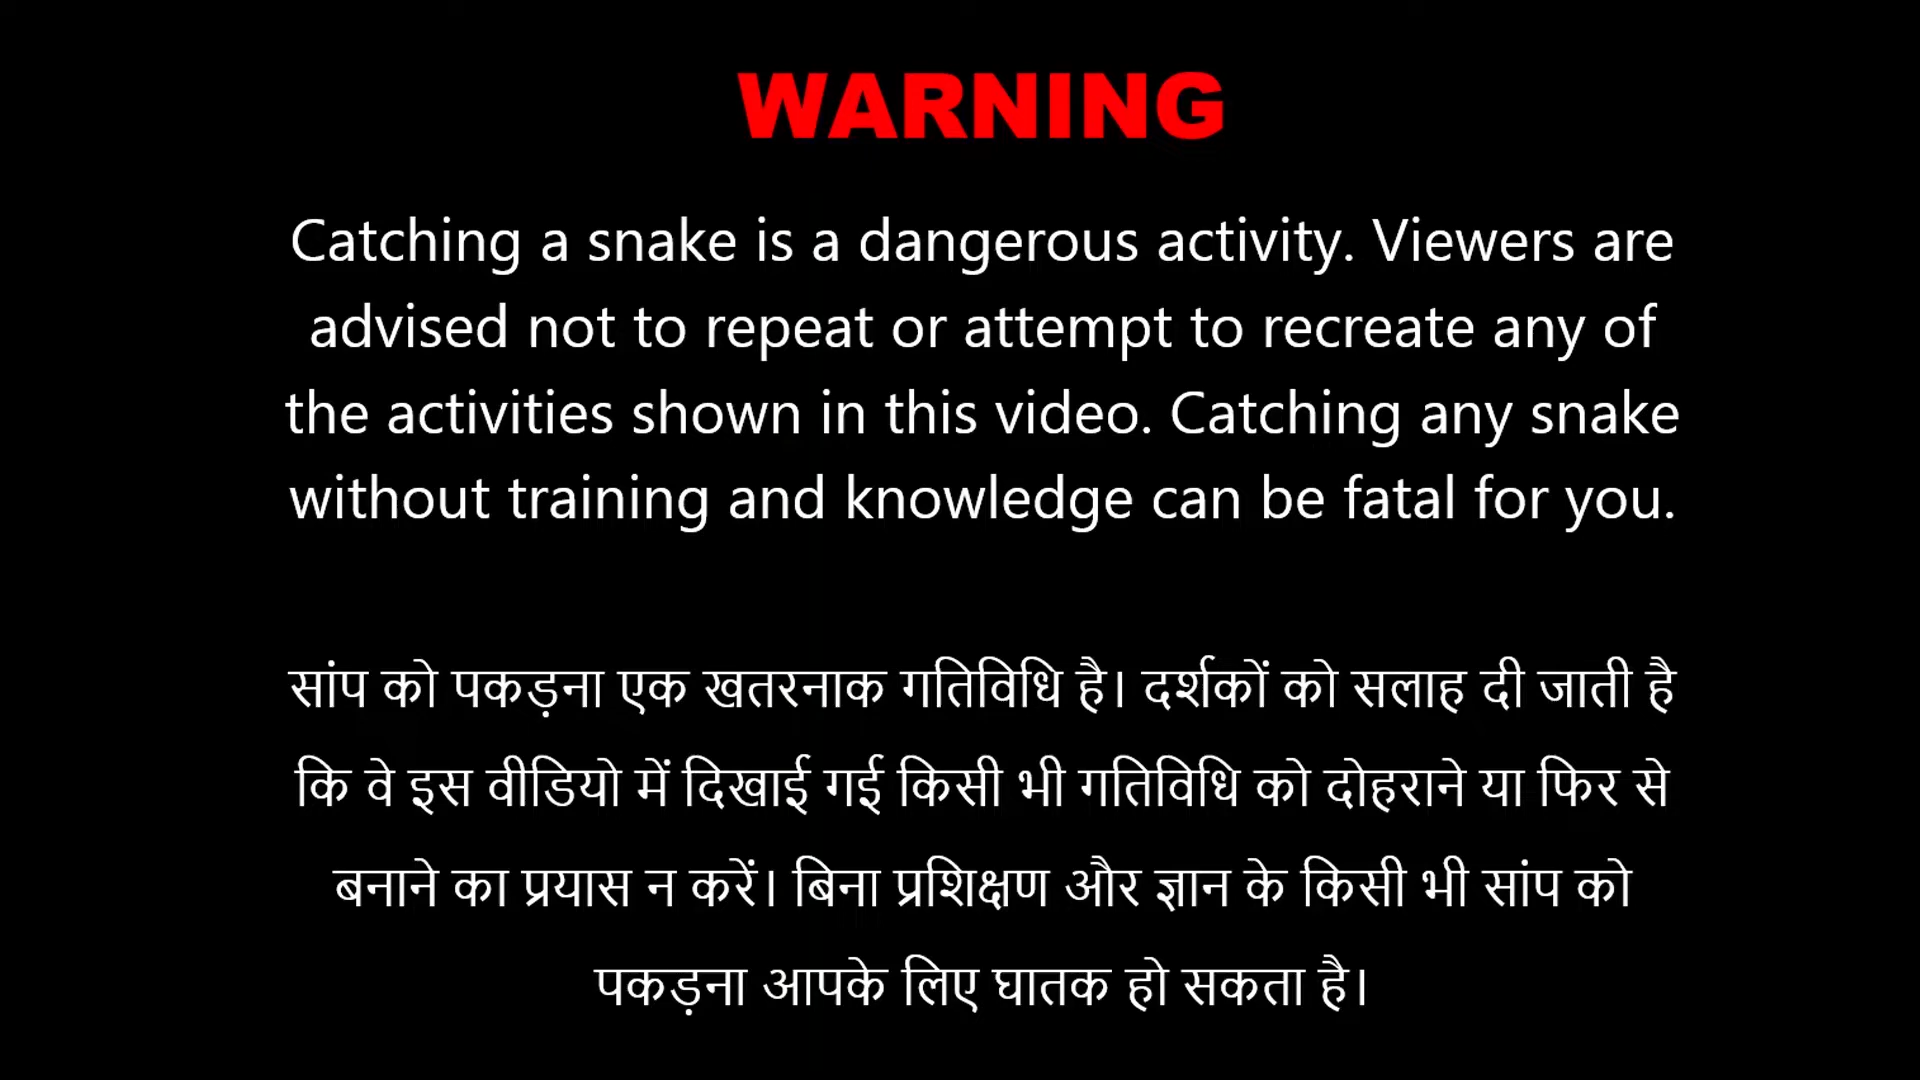 WARNING
Catching a snake is a dangerous activity. Viewers are
advised not to repeat or attempt to recreate any of
the activities shown in this video. Catching any snake
without training and knowledge can be fatal for you.
सांप को पकड़ना एक खतरनाक गतिविधि है। दर्शकों को सलाह दी जाती है
कि वे इस वीडियो में दिखाई गई किसी भी गतिविधि को दोहराने या फिर से
बनाने का प्रयास न करें। बिना प्रशिक्षण और ज्ञान के किसी भी सांप को
पकड़ना आपके लिए घातक हो सकता है।